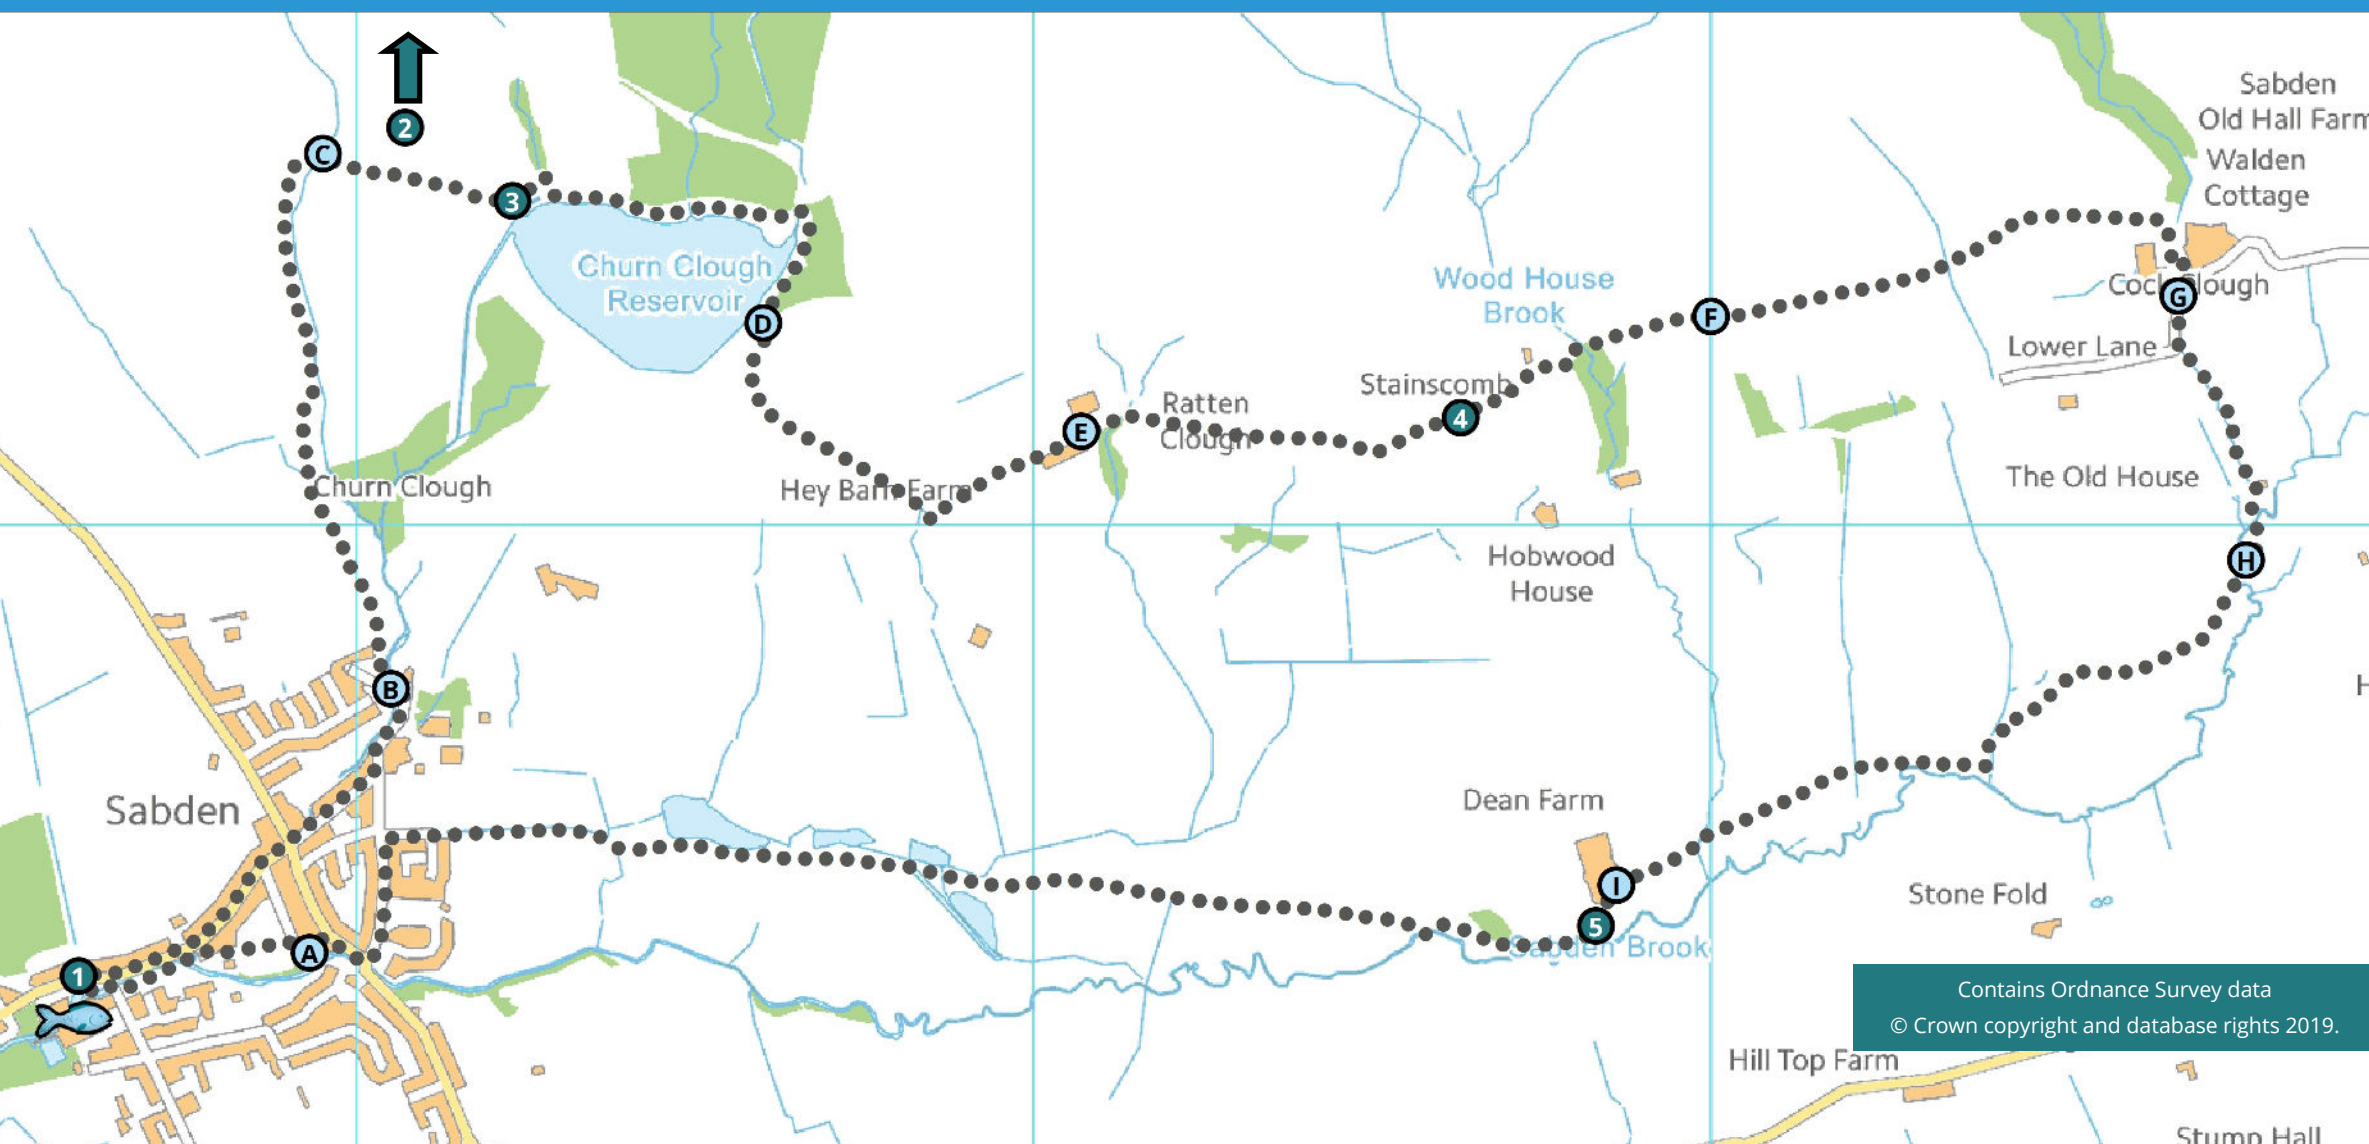 2
C
3
Churn Clough
Reservoir
D
Sabden
Old Hall Farm
Walden
Cottage
Wood House
Brook
F
G
Lower Lane
Stainscomb
4
E
Ratten
Clough
Hey Barn Farm
Churn Clough
The Old House
Hobwood
House
H
B
Sabden
Dean Farm
I
5
Sabden Brook
Stone Fold
A
1
Contains Ordnance Survey data
© Crown copyright and database rights 2019.
Hill Top Farm
Stump Hall